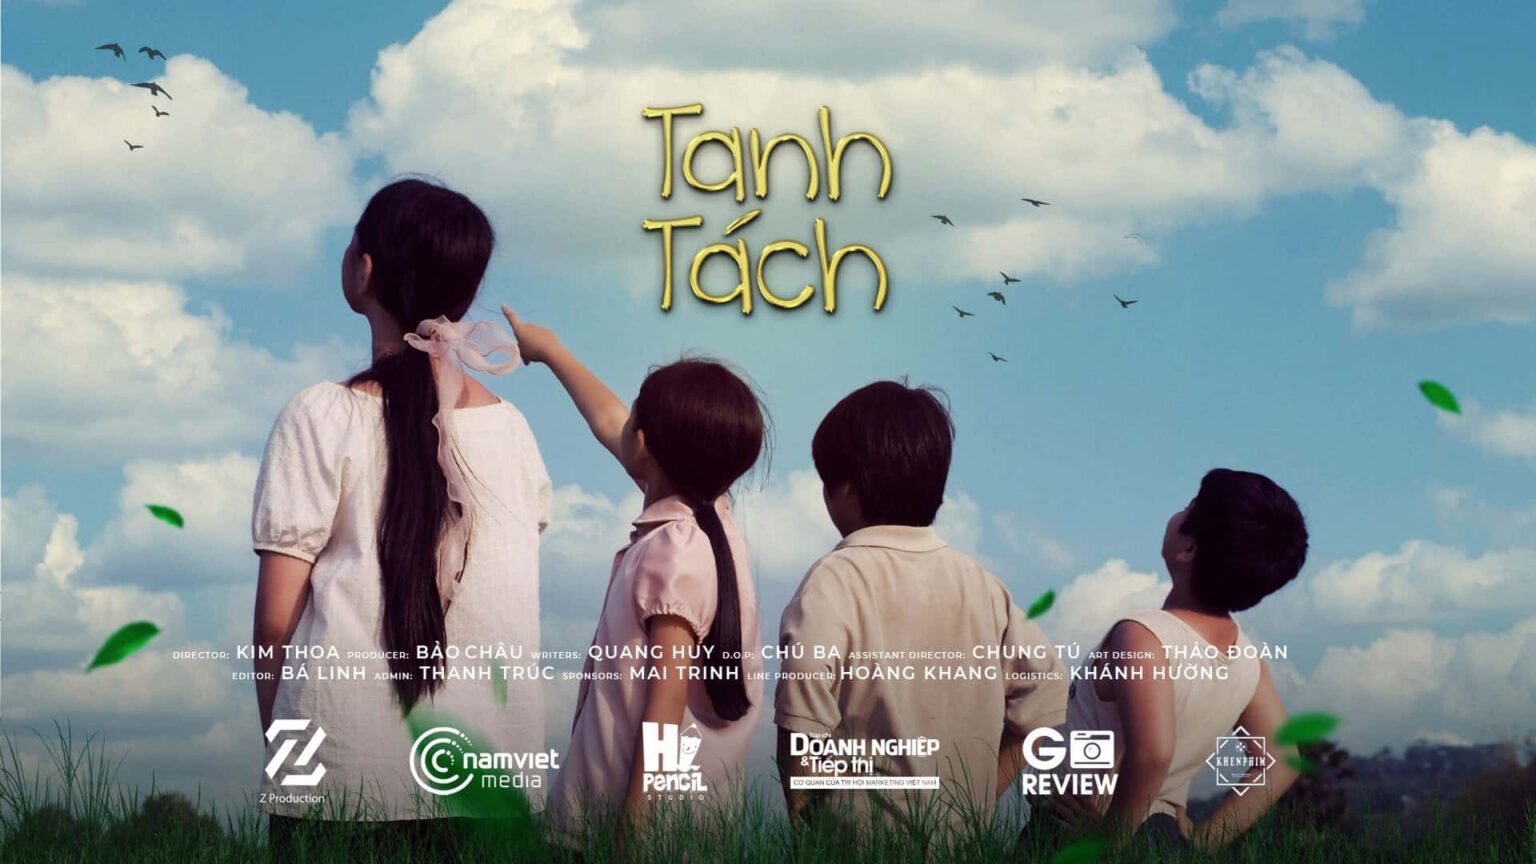 Tanh
Tách
DIRECTOR: KIM THOA PRODUCER: BẢO CHÂU WRITERS: QUANG HUY D.O.P: CHÚ BA ASSISTANT DIRECTOR: CHUNG TÚ ART DESIGN: THẢO ĐOÀN
EDITOR: BÁ LINH ADMIN: THANH TRÚC SPONSORS: MAI TRINH LINE PRODUCER: HOÀNG KHANG LOGISTICS: KHÁNH HƯỜNG
Z Production
namviet
media
Hi
PENCIL
STUDIO
Tạp chí
DOANH NGHIỆP
& Tiếp thị
CƠ QUAN CỦA TW HỘI MARKETING VIỆT NAM
GO
REVIEW
KHENPHIM